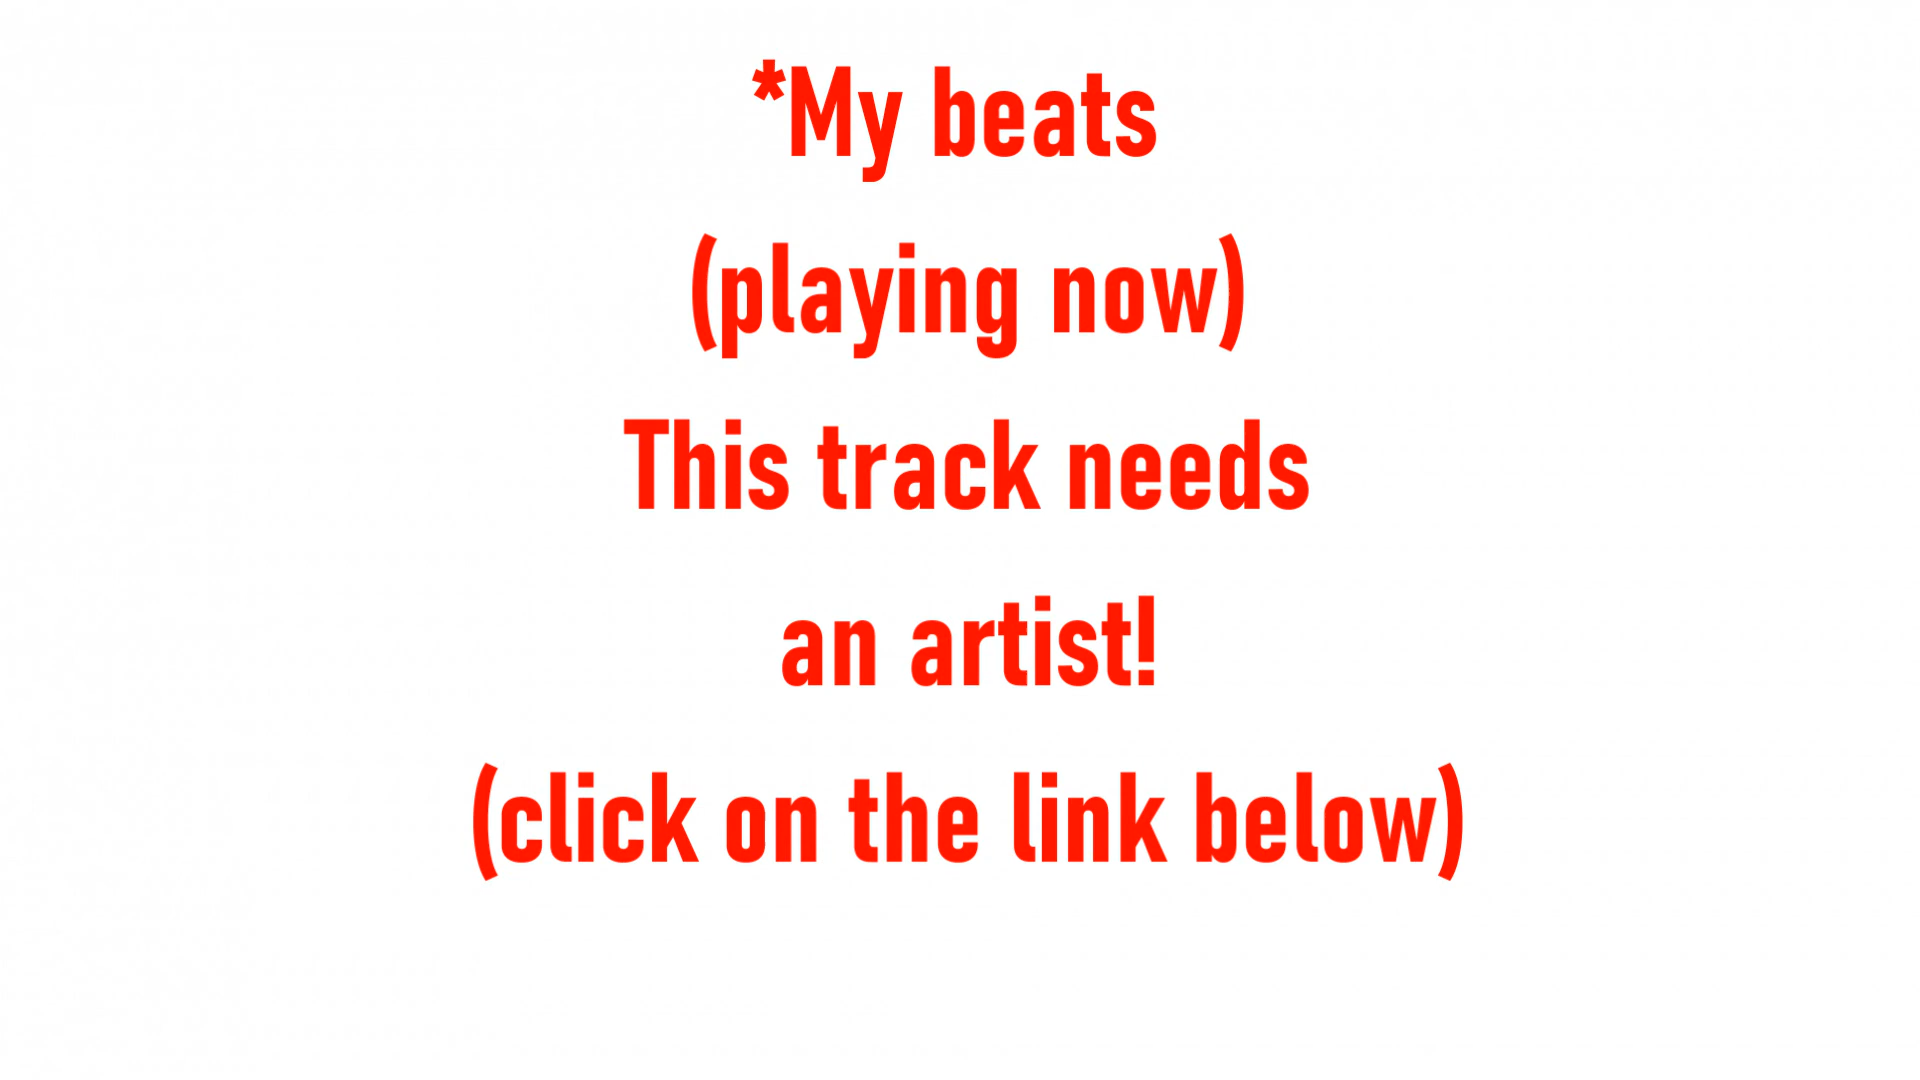 *My beats
(playing now)
This track needs
an artist!
(click on the link below)